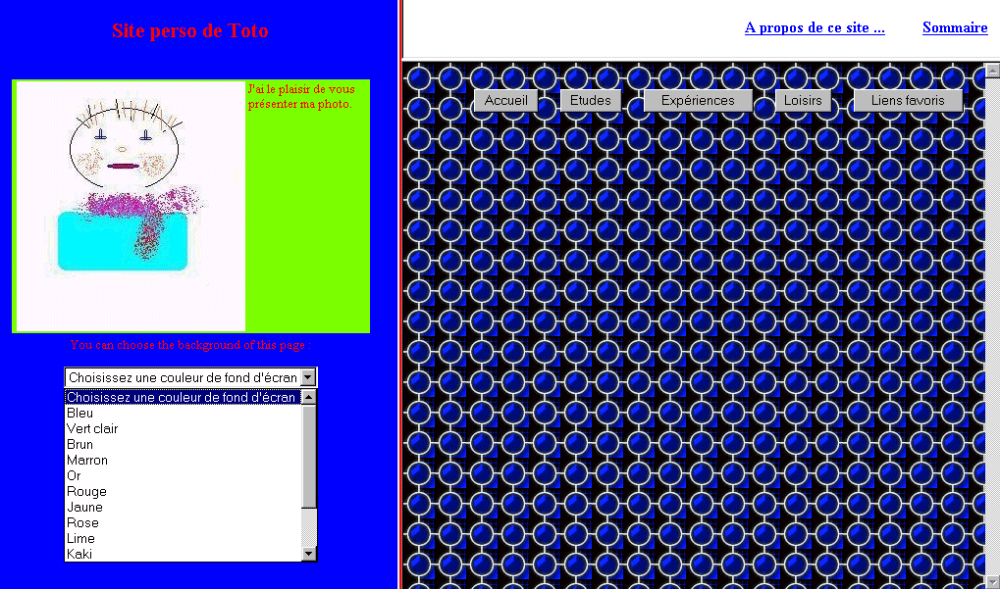 Site perso de Toto
A propos de ce site ...
Sommaire
J'ai le plaisir de vous
présenter ma photo.
Accueil
Etudes
Expériences
Loisirs
Liens favoris
You can choose the background of this page :
Choisissez une couleur de fond d'écran
Choisissez une couleur de fond d'écran
Bleu
Vert clair
Brun
Marron
Or
Rouge
Jaune
Rose
Lime
Kaki